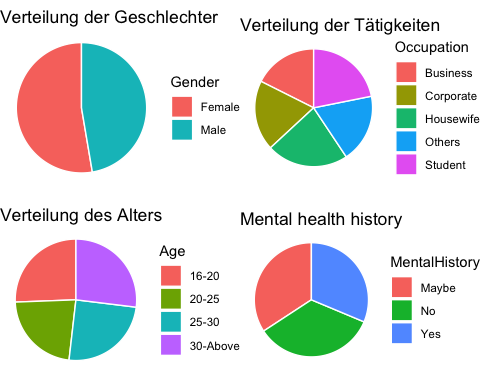 Verteilung der Geschlechter
Gender
Female
Male
Verteilung der Tätigkeiten
Occupation
Business
Corporate
Housewife
Others
Student
Verteilung des Alters
Age
16-20
20-25
25-30
30-Above
Mental health history
MentalHistory
Maybe
No
Yes